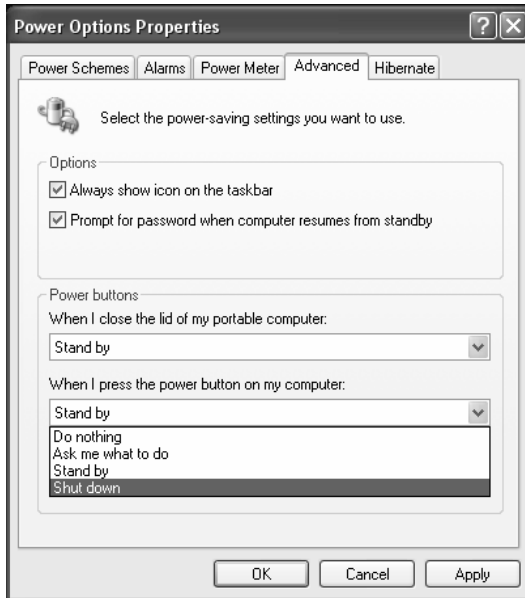 Power Options Properties
Power Schemes Alarms Power Meter Advanced Hibernate
Select the power-saving settings you want to use.
Options
Always show icon on the taskbar
Prompt for password when computer resumes from standby
Power buttons
When I close the lid of my portable computer:
Stand by
When I press the power button on my computer:
Stand by
Do nothing
Ask me what to do
Stand by
Shut down
OK Cancel Apply